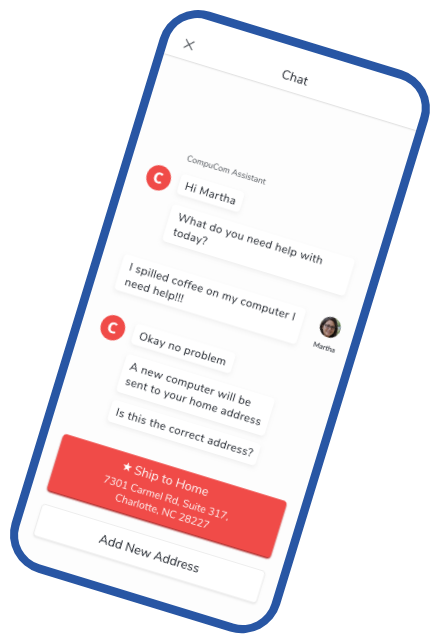 Chat
CompuCom Assistant
C
Hi Martha
What do you need help with
today?
I spilled coffee on my computer I
need help!!!
Martha
C
Okay no problem
A new computer will be
sent to your home address
Is this the correct address?
★ Ship to Home
7301 Carmel Rd, Suite 317,
Charlotte, NC 28227
Add New Address